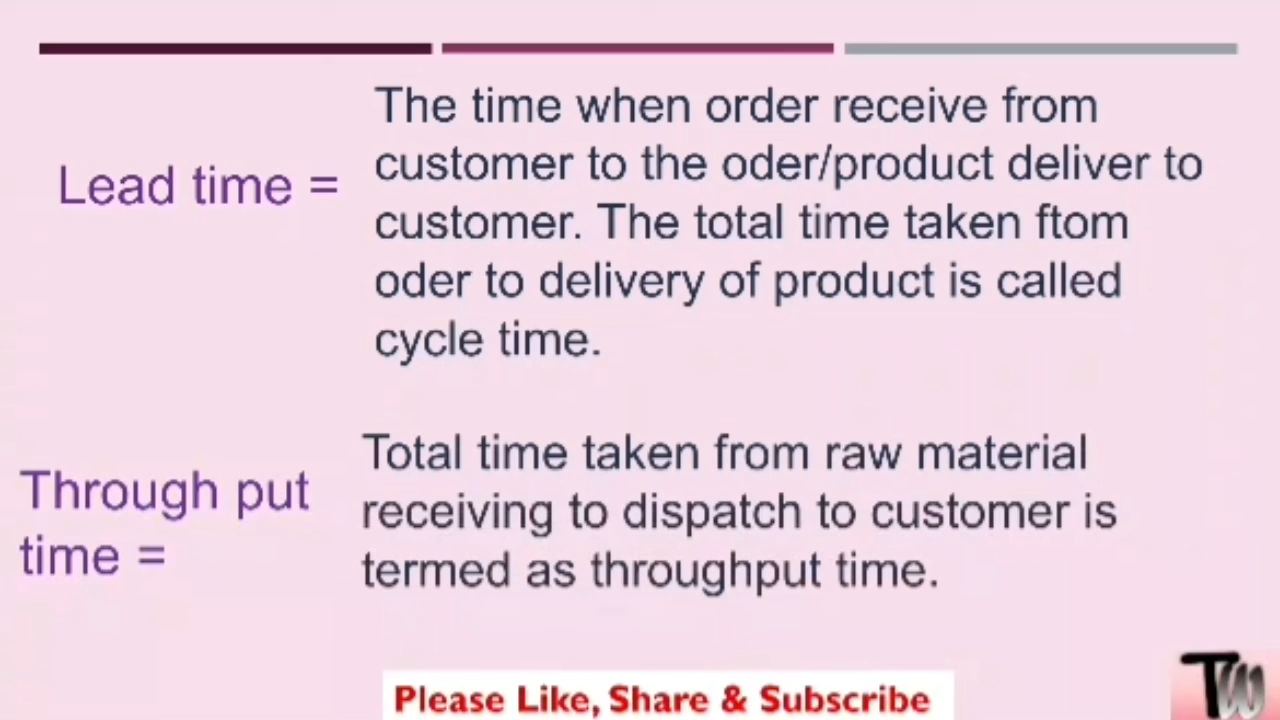 Lead time =
The time when order receive from
customer to the oder/product deliver to
customer. The total time taken ftom
oder to delivery of product is called
cycle time.
Through put
time =
Total time taken from raw material
receiving to dispatch to customer is
termed as throughput time.
Please Like, Share & Subscribe
TW